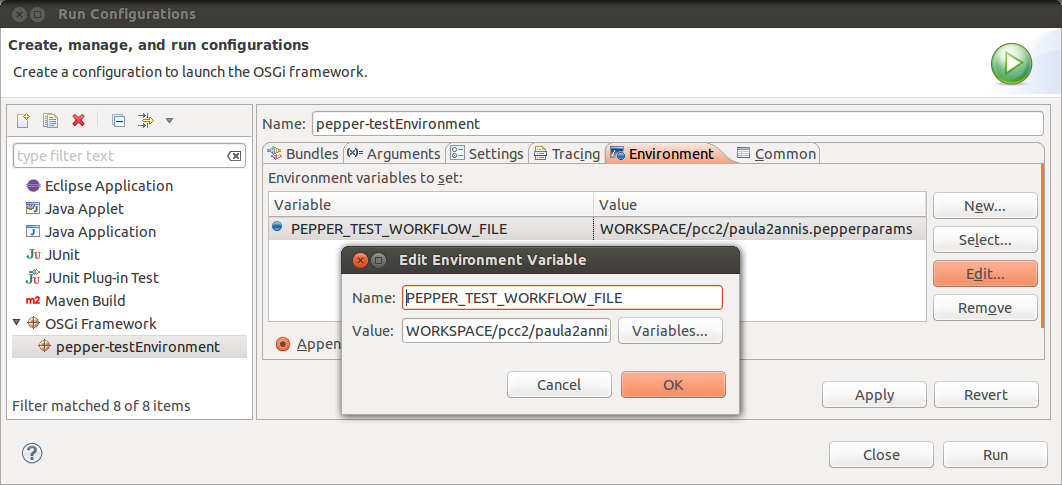 Run Configurations
Create, manage, and run configurations
Create a configuration to launch the OSGi framework.
Name: pepper-testEnvironment
type filter text
Bundles Arguments Settings Tracing Environment Common
Environment variables to set:
Eclipse Application
Java Applet
Java Application
JUnit
JUnit Plug-in Test
Maven Build
OSGi Framework
pepper-testEnvironment
Filter matched 8 of 8 items
Variable Value
PEPPER_TEST_WORKFLOW_FILE WORKSPACE/pcc2/paula2annis.pepperparams
New...
Select...
Edit...
Remove
Appen
Edit Environment Variable
Name: PEPPER_TEST_WORKFLOW_FILE
Value: WORKSPACE/pcc2/paula2annis Variables...
Cancel OK
Apply Revert
Close Run